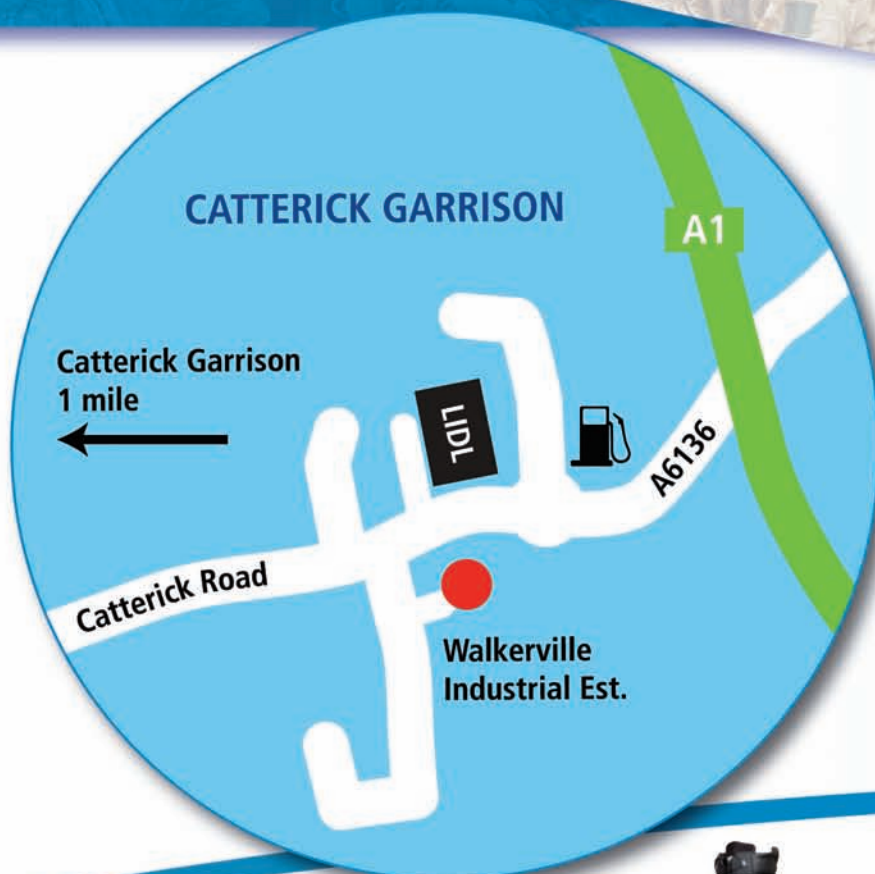 CATTERICK GARRISON
A1
Catterick Garrison
1 mile
LIDL
A6136
Catterick Road
Walkerville
Industrial Est.